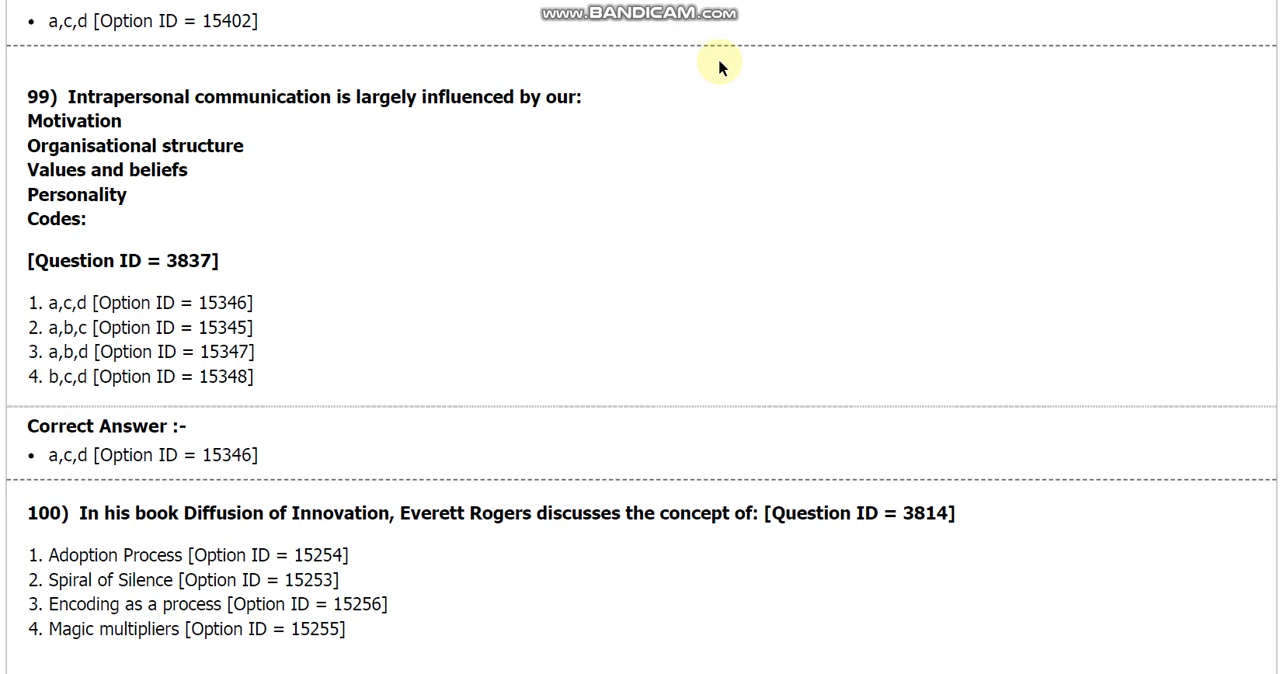 www.BANDICAM.com
• a,c,d [Option ID = 15402]
99) Intrapersonal communication is largely influenced by our:
Motivation
Organisational structure
Values and beliefs
Personality
Codes:
[Question ID = 3837]
1. a,c,d [Option ID = 15346]
2. a,b,c [Option ID = 15345]
3. a,b,d [Option ID = 15347]
4. b,c,d [Option ID = 15348]
Correct Answer :-
• a,c,d [Option ID = 15346]
100) In his book Diffusion of Innovation, Everett Rogers discusses the concept of: [Question ID = 3814]
1. Adoption Process [Option ID = 15254]
2. Spiral of Silence [Option ID = 15253]
3. Encoding as a process [Option ID = 15256]
4. Magic multipliers [Option ID = 15255]